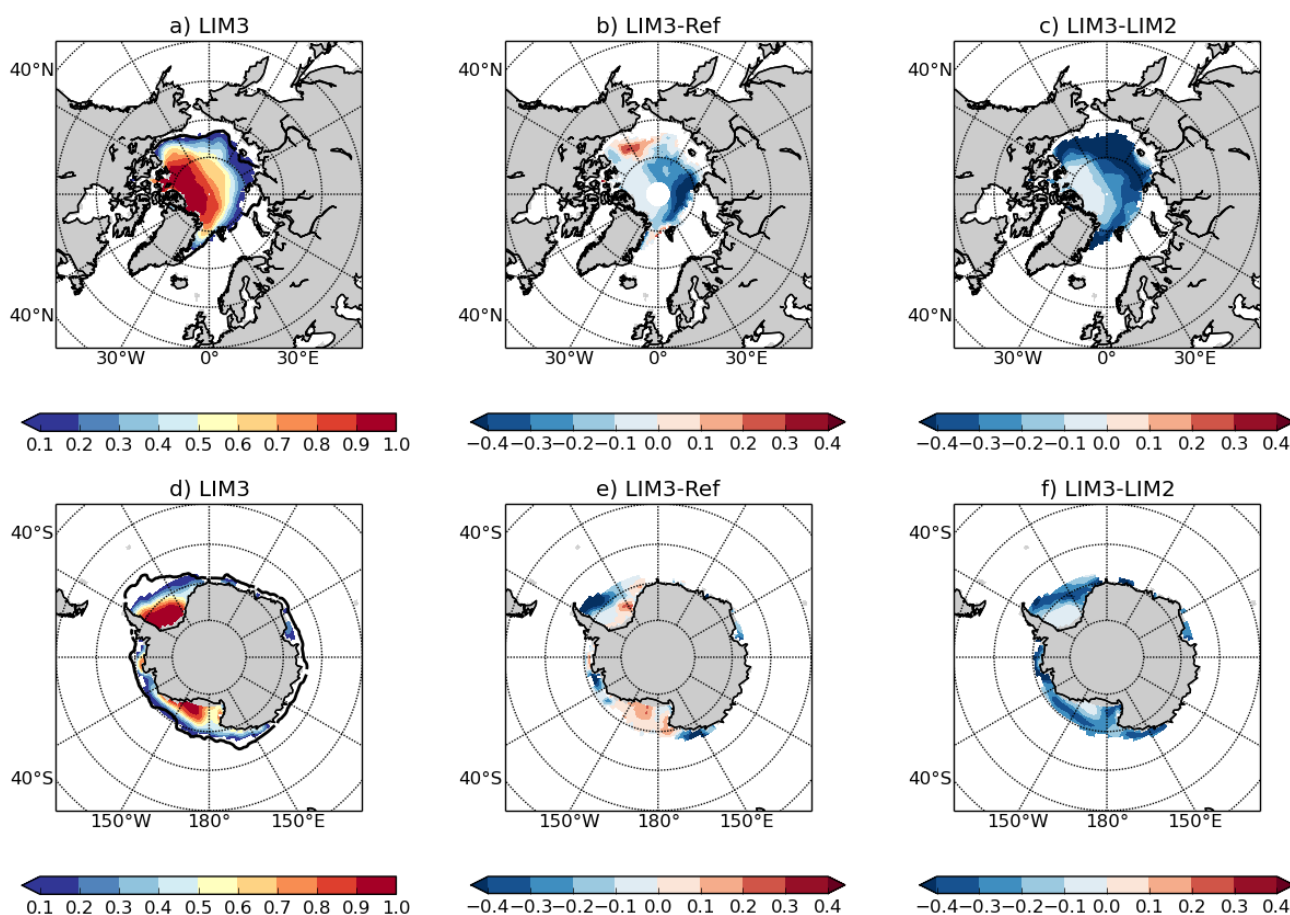 a) LIM3 b) LIM3-Ref c) LIM3-LIM2
40°N 40°N 40°N
40°N 40°N 40°N
30°W 0° 30°E 30°W 0° 30°E 30°W 0° 30°E
0.1 0.2 0.3 0.4 0.5 0.6 0.7 0.8 0.9 1.0 −0.4 −0.3 −0.2 −0.1 0.0 0.1 0.2 0.3 0.4 −0.4 −0.3 −0.2 −0.1 0.0 0.1 0.2 0.3 0.4
d) LIM3 e) LIM3-Ref f) LIM3-LIM2
40°S 40°S 40°S
40°S 40°S 40°S
150°W 180° 150°E 150°W 180° 150°E 150°W 180° 150°E
0.1 0.2 0.3 0.4 0.5 0.6 0.7 0.8 0.9 1.0 −0.4 −0.3 −0.2 −0.1 0.0 0.1 0.2 0.3 0.4 −0.4 −0.3 −0.2 −0.1 0.0 0.1 0.2 0.3 0.4